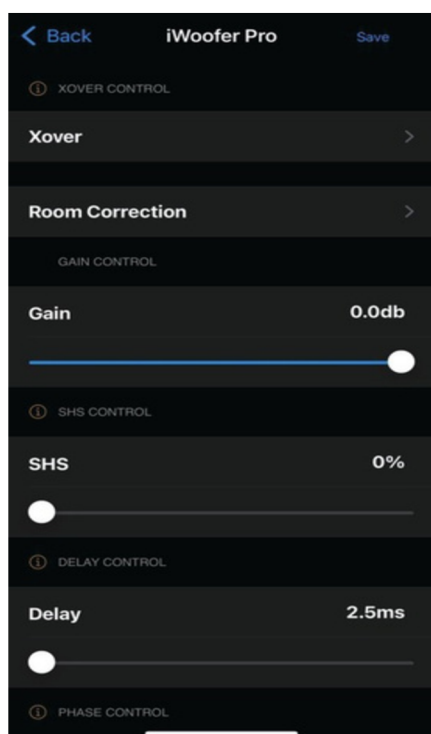 Back iWoofer Pro Save
XOVER CONTROL
Xover
Room Correction
GAIN CONTROL
Gain 0.0db
SHS CONTROL
SHS 0%
DELAY CONTROL
Delay 2.5ms
PHASE CONTROL